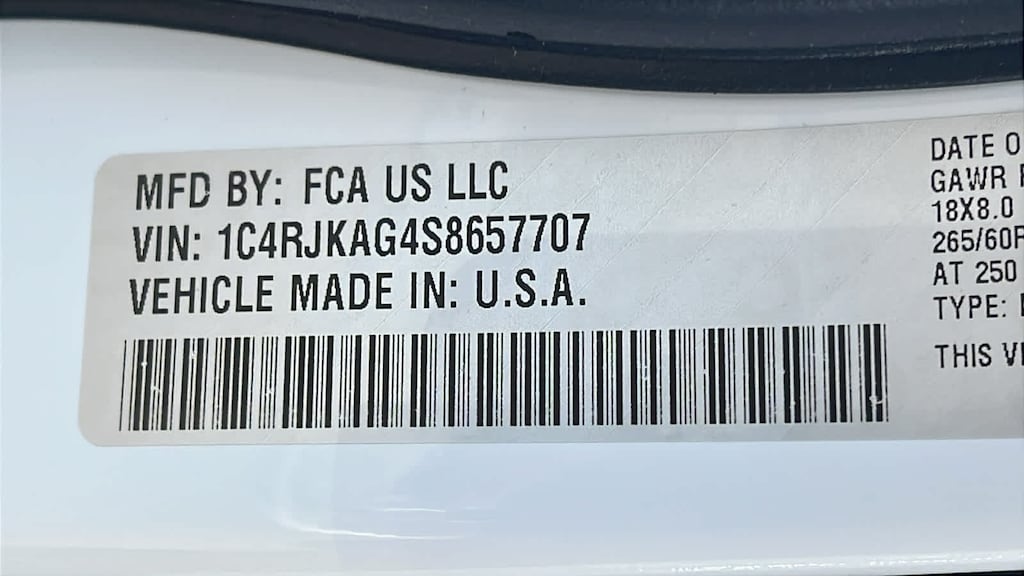 MFD BY: FCA US LLC
VIN: 1C4RJKAG4S8657707
VEHICLE MADE IN: U.S.A.
DATE O
GAWR
18X8.0
265/60R
AT 250
TYPE:
THIS VE